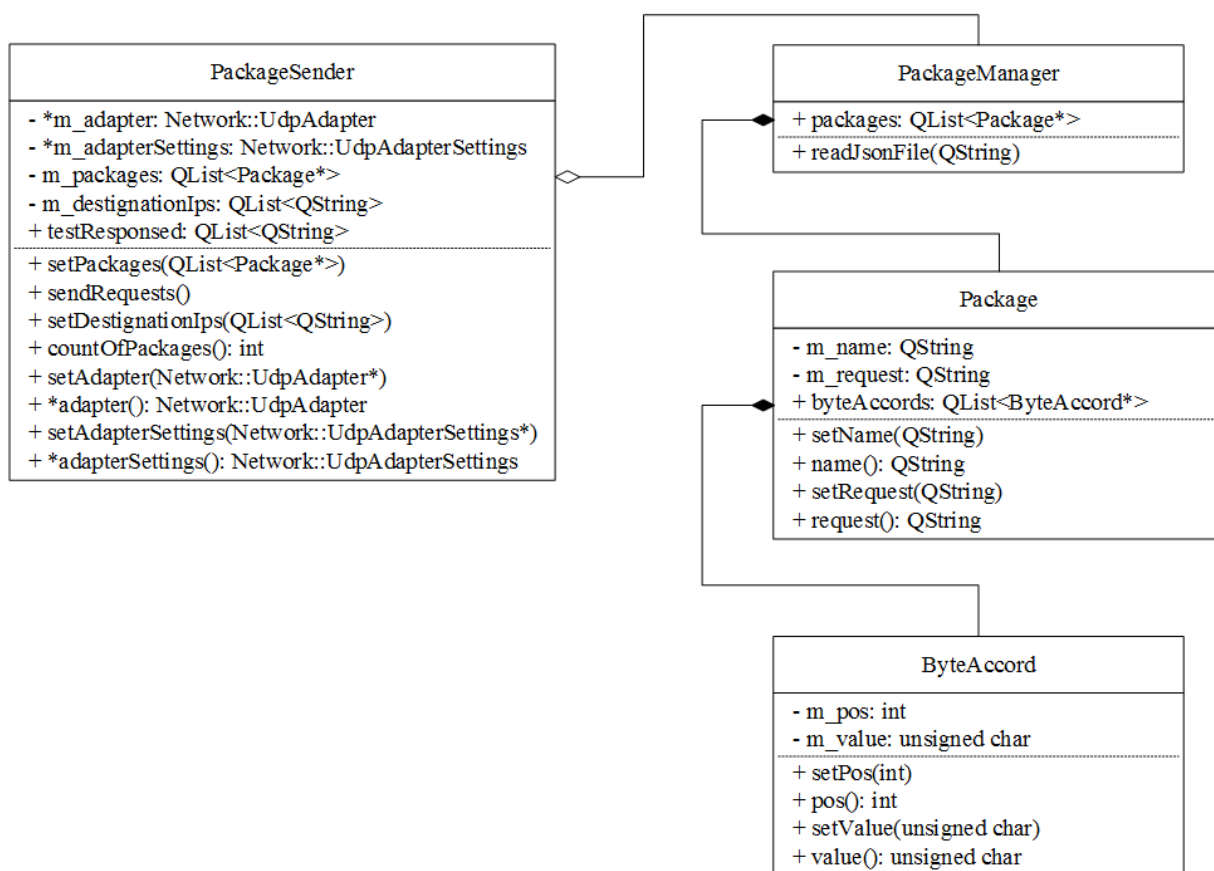 PackageSender
- *m_adapter: Network::UdpAdapter
- *m_adapterSettings: Network::UdpAdapterSettings
- m_packages: QList<Package*>
- m_destignationIps: QList<QString>
+ testResponsed: QList<QString>
+ setPackages(QList<Package*>)
+ sendRequests()
+ setDestignationIps(QList<QString>)
+ countOfPackages(): int
+ setAdapter(Network::UdpAdapter*)
+ *adapter(): Network::UdpAdapter
+ setAdapterSettings(Network::UdpAdapterSettings*)
+ *adapterSettings(): Network::UdpAdapterSettings
PackageManager
+ packages: QList<Package*>
+ readJsonFile(QString)
Package
- m_name: QString
- m_request: QString
+ byteAccords: QList<ByteAccord*>
+ setName(QString)
+ name(): QString
+ setRequest(QString)
+ request(): QString
ByteAccord
- m_pos: int
- m_value: unsigned char
+ setPos(int)
+ pos(): int
+ setValue(unsigned char)
+ value(): unsigned char